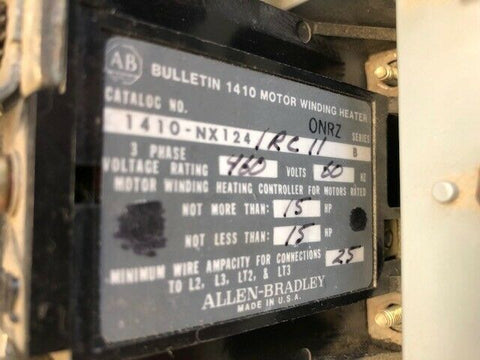 AB
BULLETIN 1410 MOTOR WINDING HEATER
CATALOG NO. ONRZ SERIES
1410-NX124/RC11 B
3 PHASE
VOLTAGE RATING 460 VOLTS 60 HZ
MOTOR WINDING HEATING CONTROLLER FOR MOTORS RATED
NOT MORE THAN: 15 HP
NOT LESS THAN: 15 HP
MINIMUM WIRE AMPACITY FOR CONNECTIONS 25
TO L2, L3, LT2, & LT3
ALLEN-BRADLEY
MADE IN U.S.A.